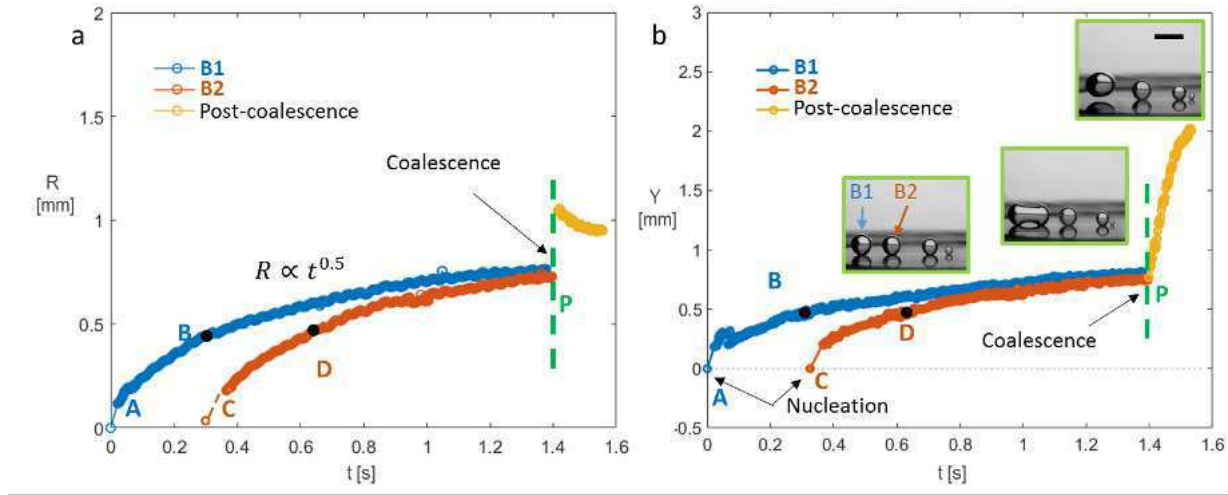 a
2
1.5
1
0.5
0
R
[mm]
B1
B2
Post-coalescence
Coalescence
R ∝ t^0.5
A
B
C
D
P
0
0.2
0.4
0.6
0.8
1
1.2
1.4
1.6
t [s]
b
3
2.5
2
1.5
1
0.5
0
-0.5
Y
[mm]
B1
B2
Post-coalescence
B1
B2
B
D
P
Coalescence
C
A
Nucleation
0
0.2
0.4
0.6
0.8
1
1.2
1.4
1.6
t [s]